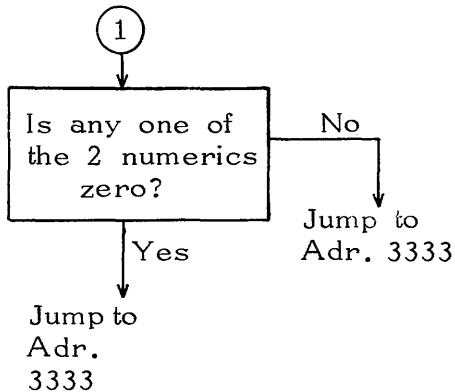 1
Is any one of
the 2 numerics
zero?
No
Jump to
Adr. 3333
Yes
Jump to
Adr.
3333